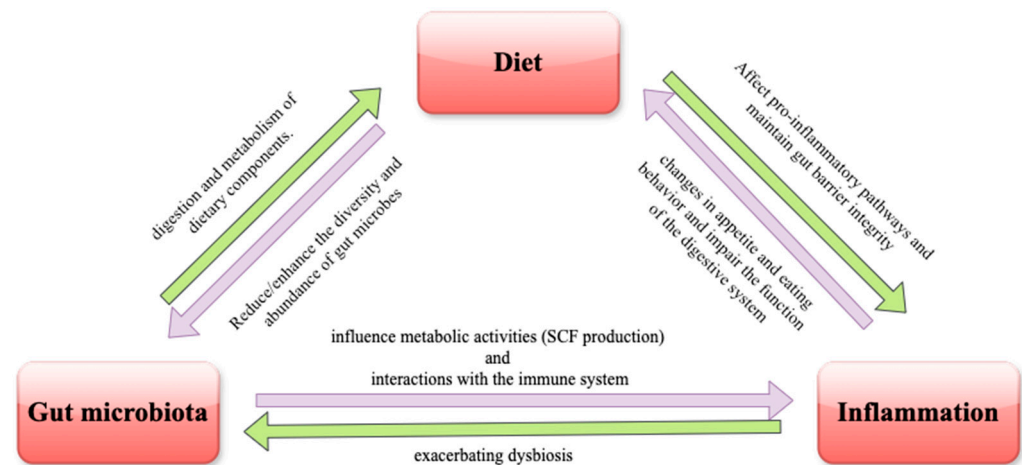 Diet
digestion and metabolism of
dietary components.
Reduce/enhance the diversity and
abundance of gut microbes
Affect pro-inflammatory pathways and
maintain gut barrier integrity
changes in appetite and eating
behavior and impair the function
of the digestive system
influence metabolic activities (SCF production)
and
interactions with the immune system
Gut microbiota
Inflammation
exacerbating dysbiosis